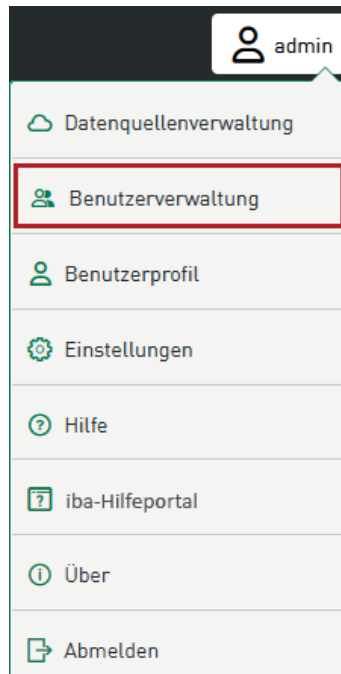 admin
Datenquellenverwaltung
Benutzerverwaltung
Benutzerprofil
Einstellungen
Hilfe
iba-Hilfeportal
Über
Abmelden